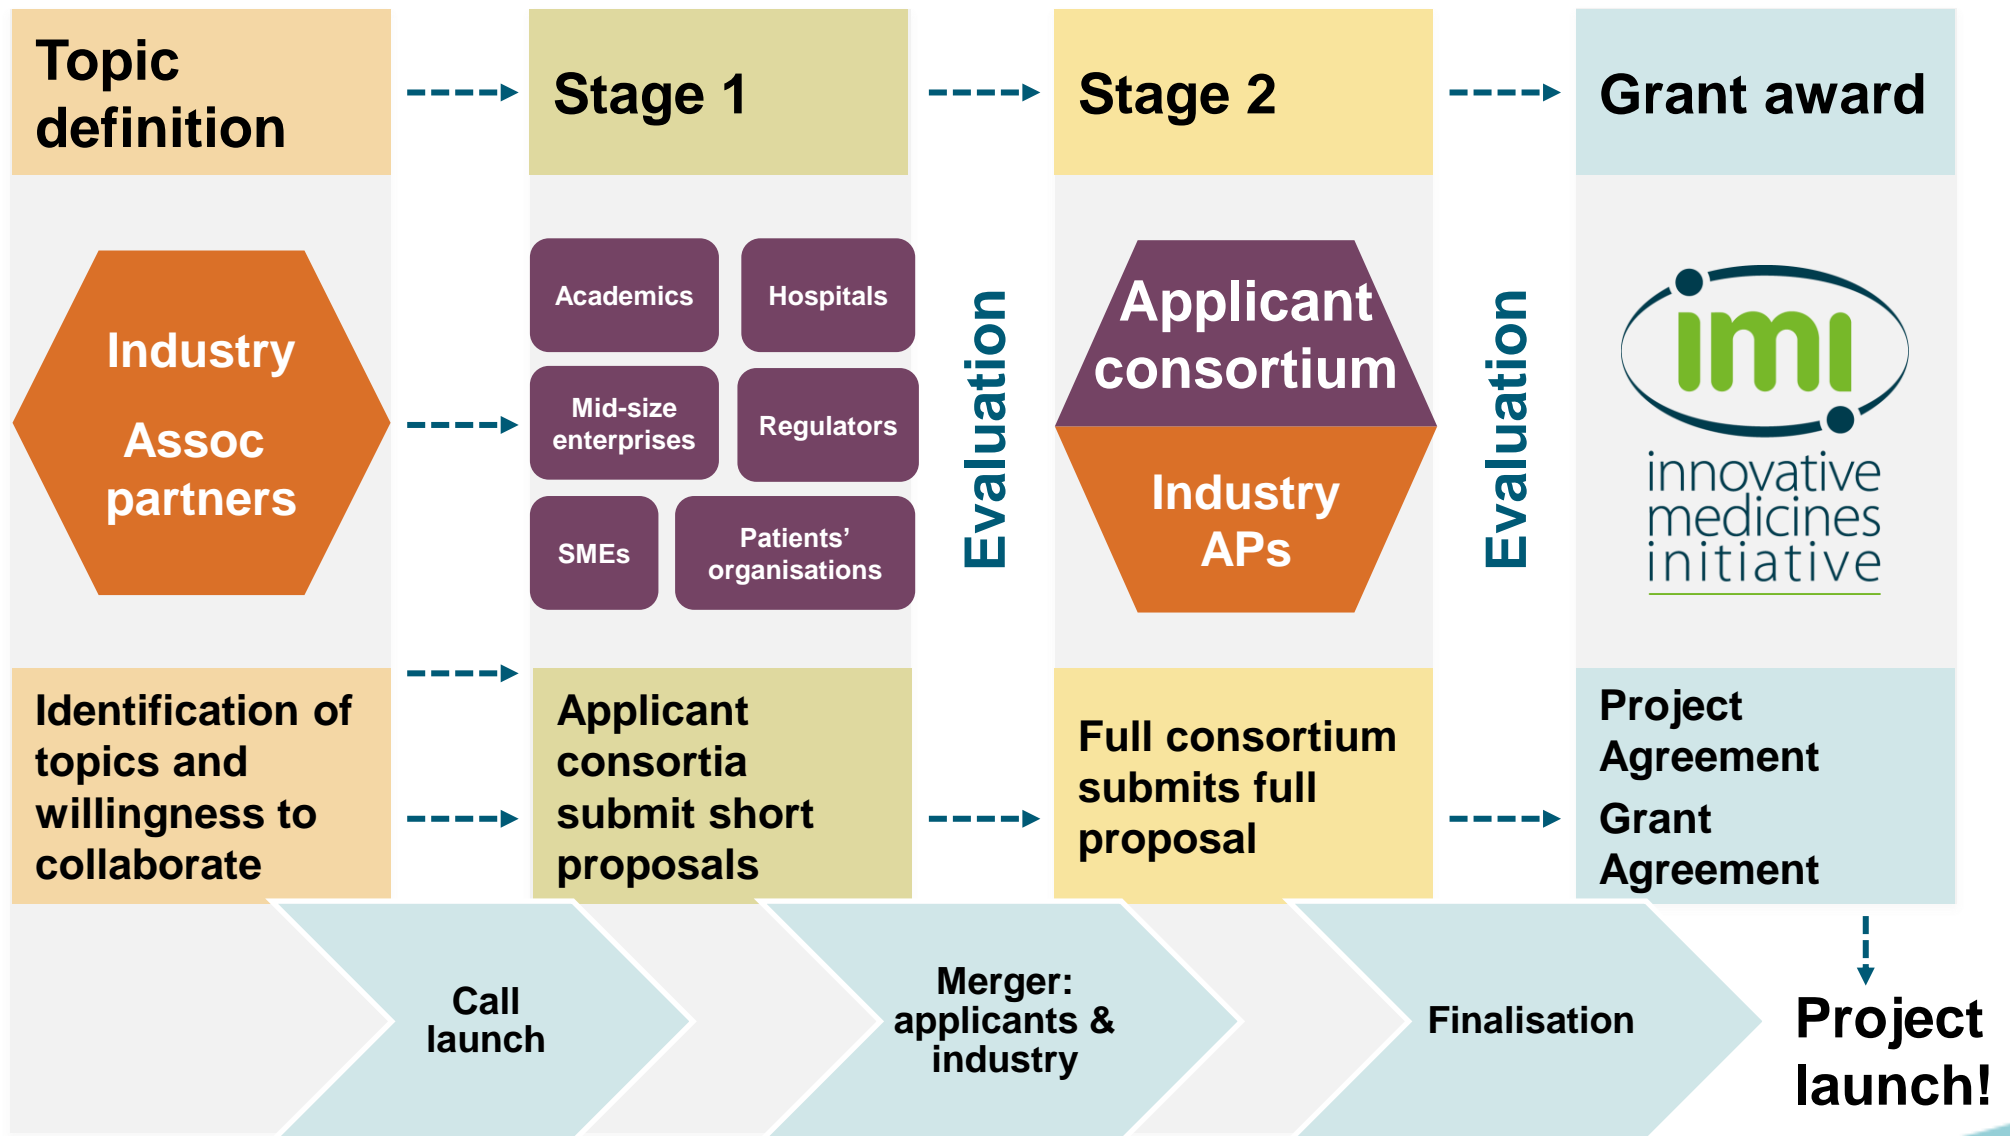 Topic
definition
Stage 1
Stage 2
Grant award
Industry
Assoc
partners
Academics
Hospitals
Mid-size
enterprises
Regulators
SMEs
Patients’
organisations
Evaluation
Applicant
consortium
Industry
APs
Evaluation
imi
innovative
medicines
initiative
Identification of
topics and
willingness to
collaborate
Applicant
consortia
submit short
proposals
Full consortium
submits full
proposal
Project
Agreement
Grant
Agreement
Call
launch
Merger:
applicants &
industry
Finalisation
Project
launch!